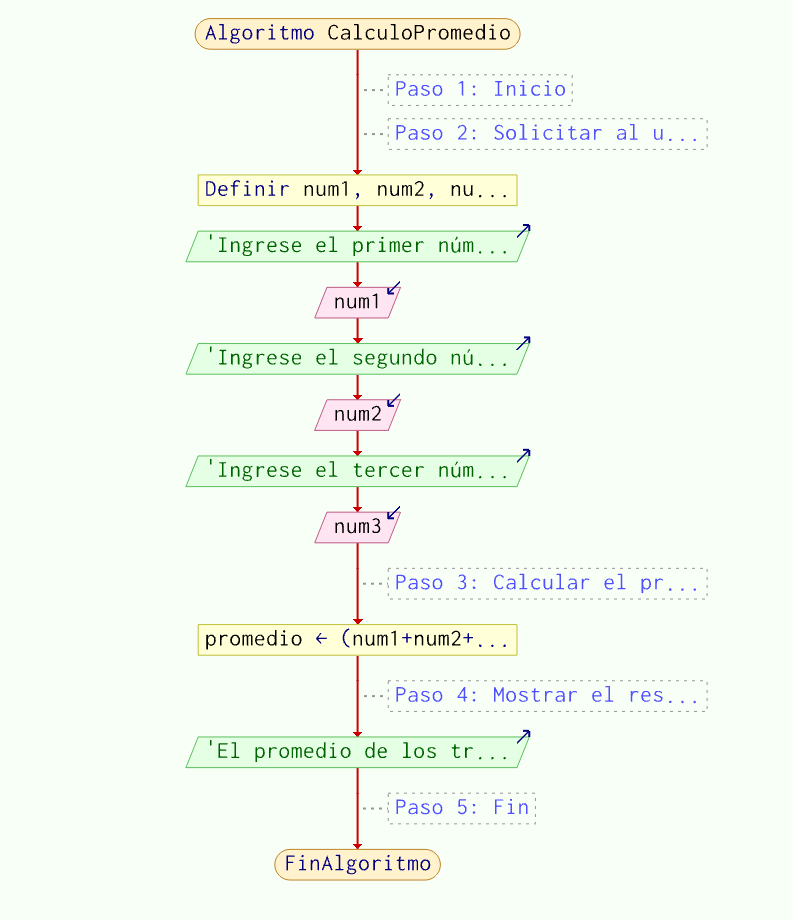 Algoritmo CalculoPromedio
Paso 1: Inicio
Paso 2: Solicitar al u...
Definir num1, num2, nu...
'Ingrese el primer núm...
num1
'Ingrese el segundo nú...
num2
'Ingrese el tercer núm...
num3
Paso 3: Calcular el pr...
promedio ← (num1+num2+...
Paso 4: Mostrar el res...
'El promedio de los tr...
Paso 5: Fin
FinAlgoritmo